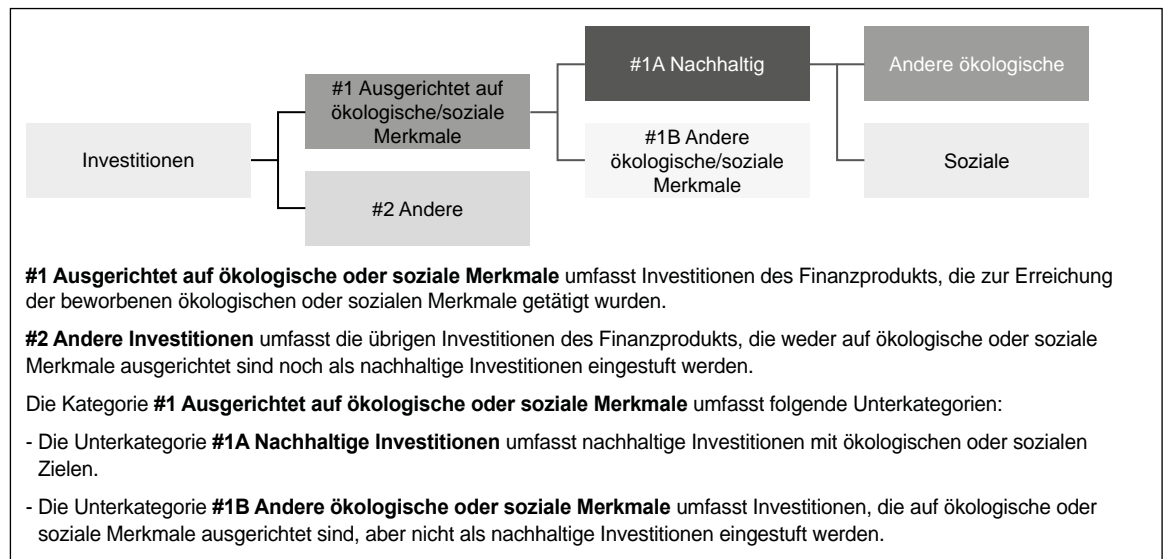 Investitionen
#1 Ausgerichtet auf
ökologische/soziale
Merkmale
#2 Andere
#1A Nachhaltig
#1B Andere
ökologische/soziale
Merkmale
Andere ökologische
Soziale
#1 Ausgerichtet auf ökologische oder soziale Merkmale umfasst Investitionen des Finanzprodukts, die zur Erreichung
der beworbenen ökologischen oder sozialen Merkmale getätigt wurden.
#2 Andere Investitionen umfasst die übrigen Investitionen des Finanzprodukts, die weder auf ökologische oder soziale
Merkmale ausgerichtet sind noch als nachhaltige Investitionen eingestuft werden.
Die Kategorie #1 Ausgerichtet auf ökologische oder soziale Merkmale umfasst folgende Unterkategorien:
- Die Unterkategorie #1A Nachhaltige Investitionen umfasst nachhaltige Investitionen mit ökologischen oder sozialen
Zielen.
- Die Unterkategorie #1B Andere ökologische oder soziale Merkmale umfasst Investitionen, die auf ökologische oder
soziale Merkmale ausgerichtet sind, aber nicht als nachhaltige Investitionen eingestuft werden.